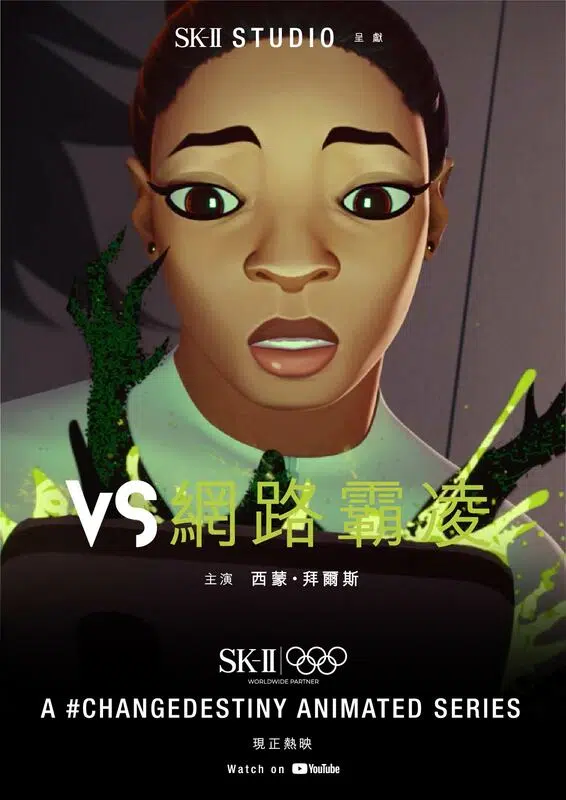 SK-II STUDIO 呈獻
VS 網路霸凌
主演 西蒙•拜爾斯
SK-II
WORLDWIDE PARTNER
A #CHANGEDESTINY ANIMATED SERIES
現正熱映
Watch on YouTube